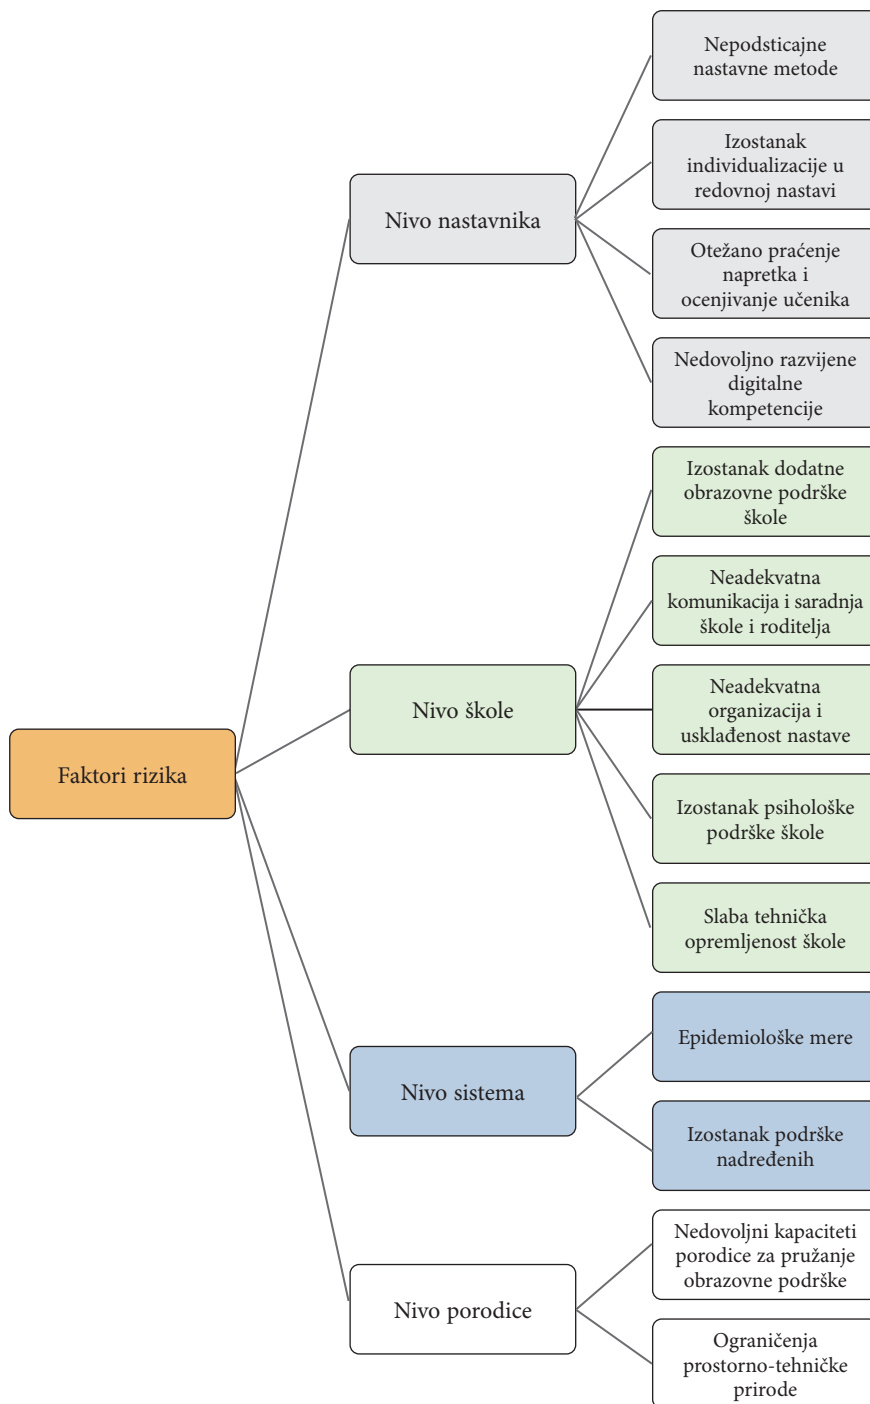 Faktori rizika
Nivo nastavnika
Nepodsticajne
nastavne metode
Izostanak
individualizacije u
redovnoj nastavi
Otežano praćenje
napretka i
ocenjivanje učenika
Nedovoljno razvijene
digitalne
kompetencije
Nivo škole
Izostanak dodatne
obrazovne podrške
škole
Neadekvatna
komunikacija i saradnja
škole i roditelja
Neadekvatna
organizacija i
usklađenost nastave
Izostanak psihološke
podrške škole
Slaba tehnička
opremljenost škole
Nivo sistema
Epidemiološke mere
Izostanak podrške
nadređenih
Nivo porodice
Nedovoljni kapaciteti
porodice za pružanje
obrazovne podrške
Ograničenja
prostorno-tehničke
prirode